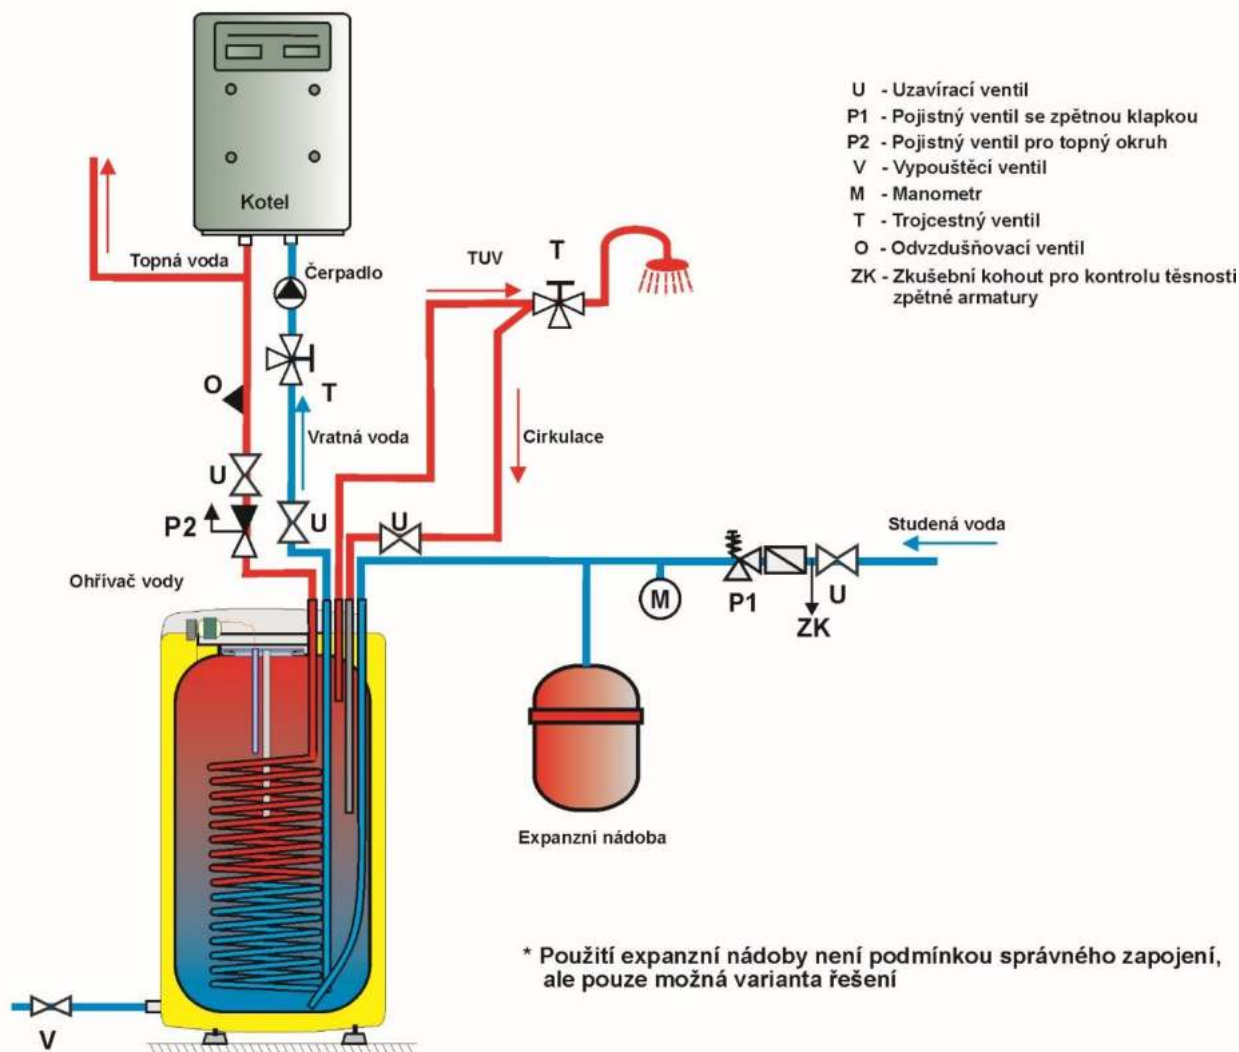 Kotel
U - Uzavírací ventil
P1 - Pojistný ventil se zpětnou klapkou
P2 - Pojistný ventil pro topný okruh
V - Vypouštěcí ventil
M - Manometr
T - Trojcestný ventil
O - Odvzdušňovací ventil
ZK - Zkušební kohout pro kontrolu těsnosti
zpětné armatury
Topná voda
Čerpadlo
TUV
T
O
T
Vratná voda
Cirkulace
U
P2
U
U
Studená voda
Ohřívač vody
M
P1
U
ZK
Expanzní nádoba
* Použití expanzní nádoby není podmínkou správného zapojení,
ale pouze možná varianta řešení
V